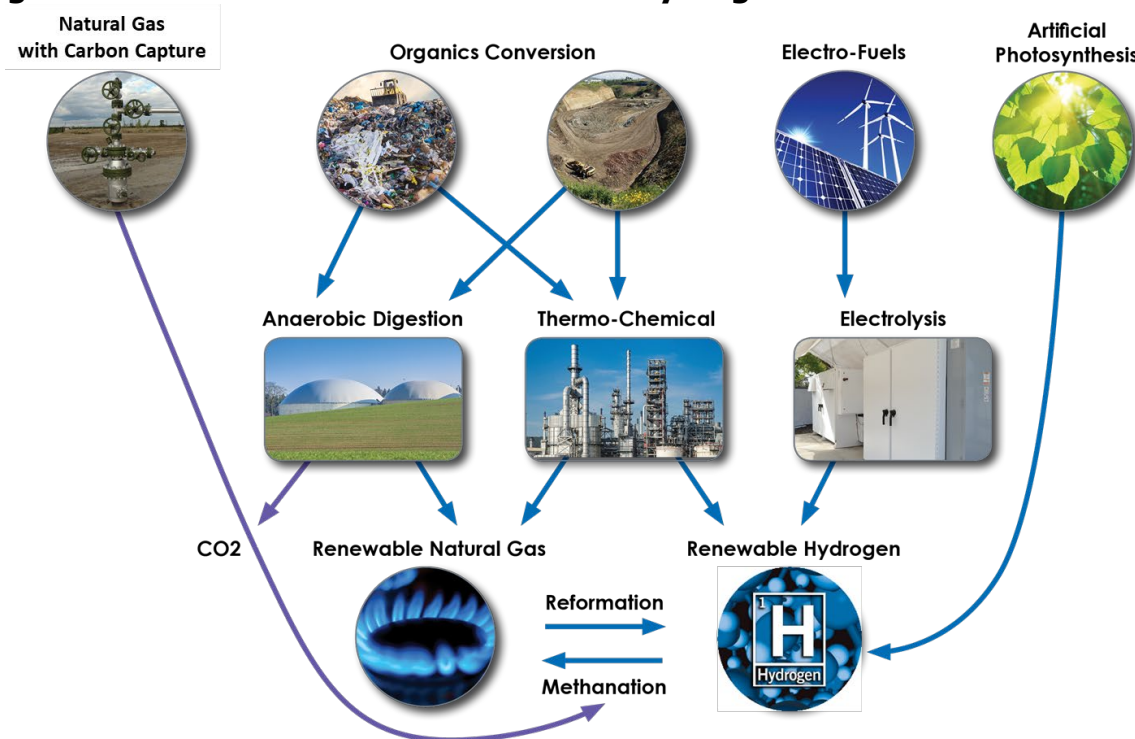 Natural Gas
with Carbon Capture
Organics Conversion
Electro-Fuels
Artificial
Photosynthesis
Anaerobic Digestion
Thermo-Chemical
Electrolysis
CO2
Renewable Natural Gas
Renewable Hydrogen
Reformation
Methanation
1
H
Hydrogen